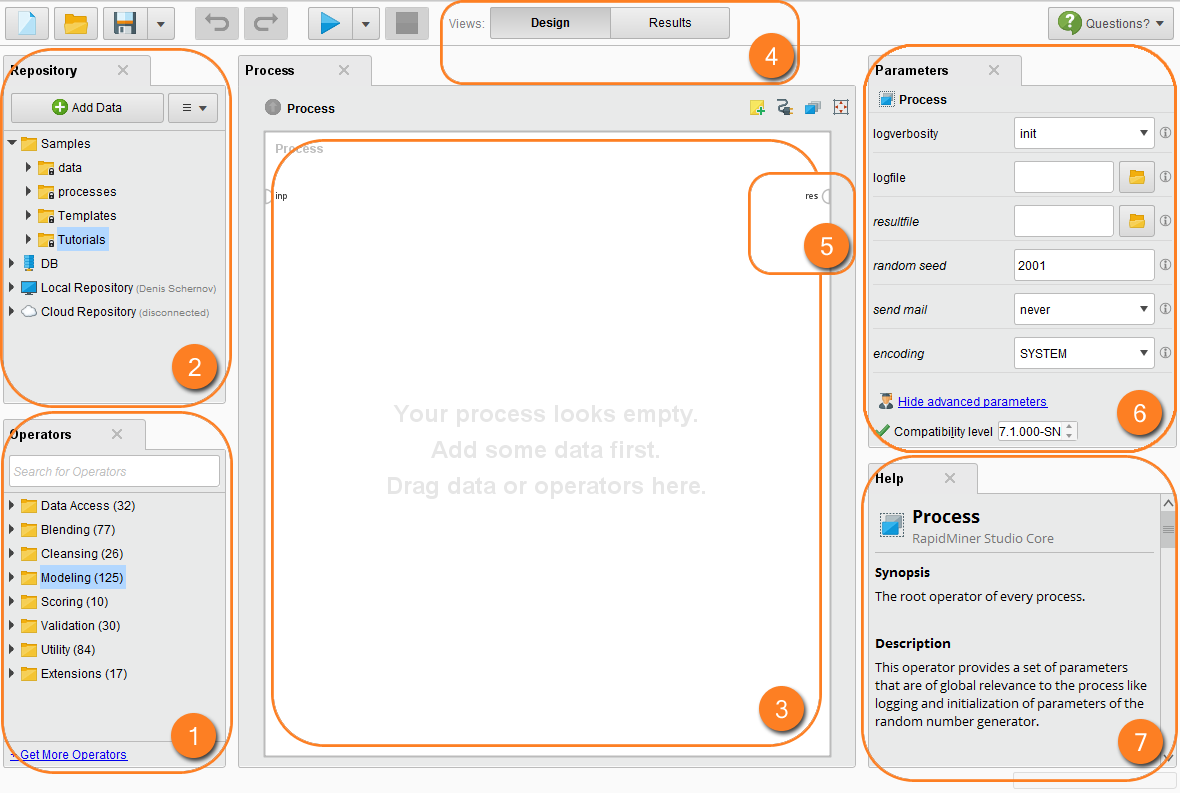 Views:
Design
Results
4
Questions?
Repository
Add Data
Samples
data
processes
Templates
Tutorials
DB
Local Repository (Denis Schernov)
Cloud Repository (disconnected)
2
Operators
Search for Operators
Data Access (32)
Blending (77)
Cleansing (26)
Modeling (125)
Scoring (10)
Validation (30)
Utility (84)
Extensions (17)
1
Get More Operators
Process
Process
Process
inp
res
5
Your process looks empty.
Add some data first.
Drag data or operators here.
3
Parameters
Process
logverbosity
init
logfile
resultfile
random seed
2001
send mail
never
encoding
SYSTEM
Hide advanced parameters
6
Compatibility level
7.1.000-SN
Help
Process
RapidMiner Studio Core
Synopsis
The root operator of every process.
Description
This operator provides a set of parameters
that are of global relevance to the process like
logging and initialization of parameters of the
random number generator.
7